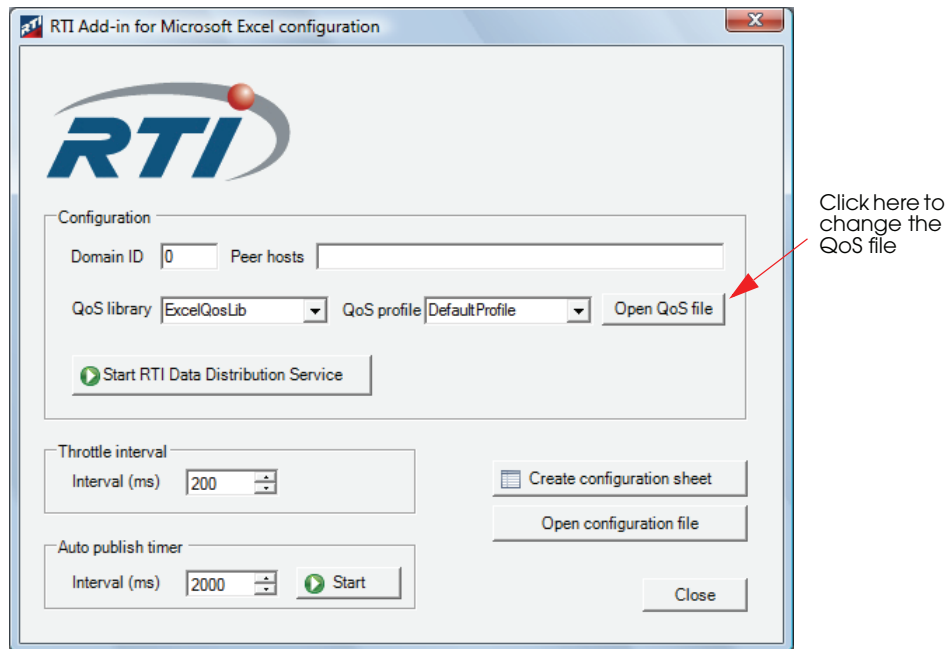 RTI Add-in for Microsoft Excel configuration
RTI
Configuration
Domain ID 0 Peer hosts
QoS library ExcelQosLib QoS profile DefaultProfile Open QoS file
Start RTI Data Distribution Service
Throttle interval
Interval (ms) 200
Create configuration sheet
Open configuration file
Auto publish timer
Interval (ms) 2000 Start
Close
Click here to
change the
QoS file